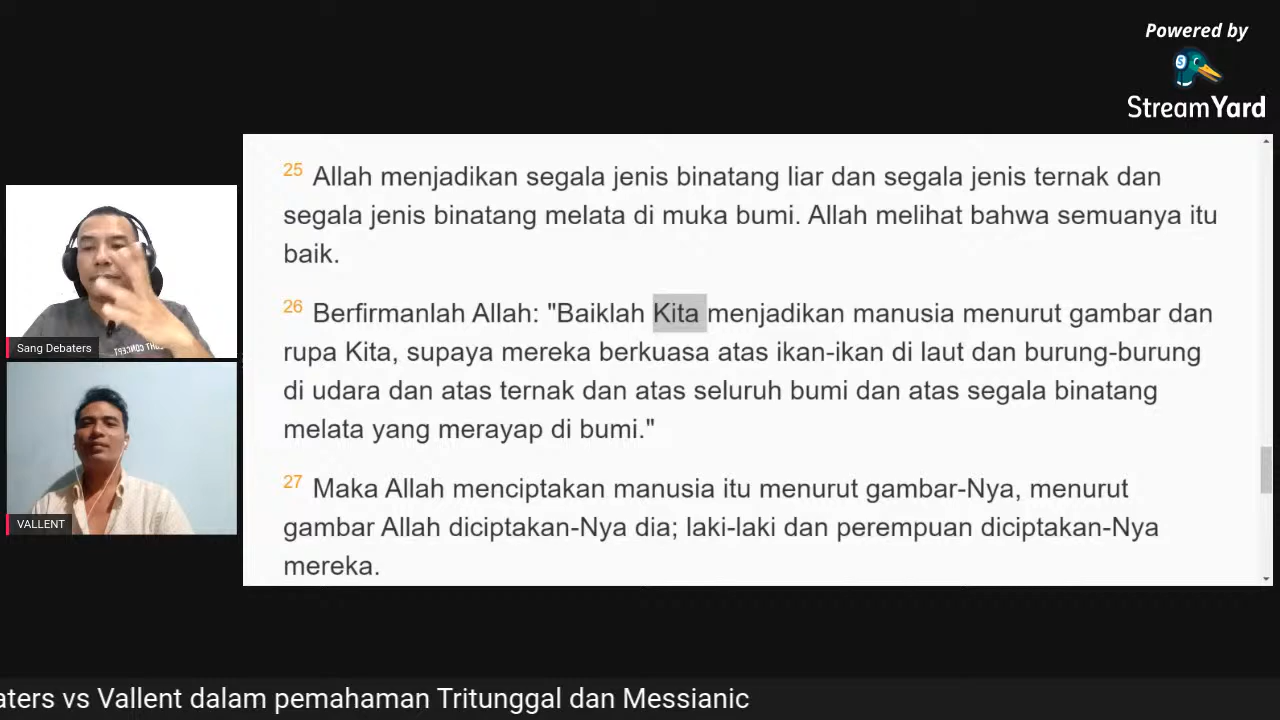 Powered by
StreamYard
25 Allah menjadikan segala jenis binatang liar dan segala jenis ternak dan
segala jenis binatang melata di muka bumi. Allah melihat bahwa semuanya itu
baik.
26 Berfirmanlah Allah: "Baiklah Kita menjadikan manusia menurut gambar dan
rupa Kita, supaya mereka berkuasa atas ikan-ikan di laut dan burung-burung
di udara dan atas ternak dan atas seluruh bumi dan atas segala binatang
melata yang merayap di bumi."
27 Maka Allah menciptakan manusia itu menurut gambar-Nya, menurut
gambar Allah diciptakan-Nya dia; laki-laki dan perempuan diciptakan-Nya
mereka.
Sang Debaters
VALLENT
aters vs Vallent dalam pemahaman Tritunggal dan Messianic